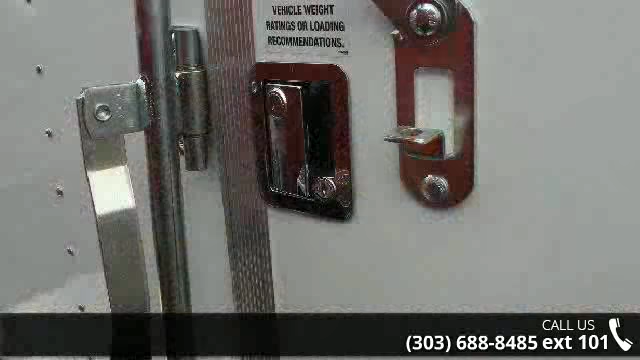 VEHICLE WEIGHT
RATINGS OR LOADING
RECOMMENDATIONS.
CALL US
(303) 688-8485 ext 101